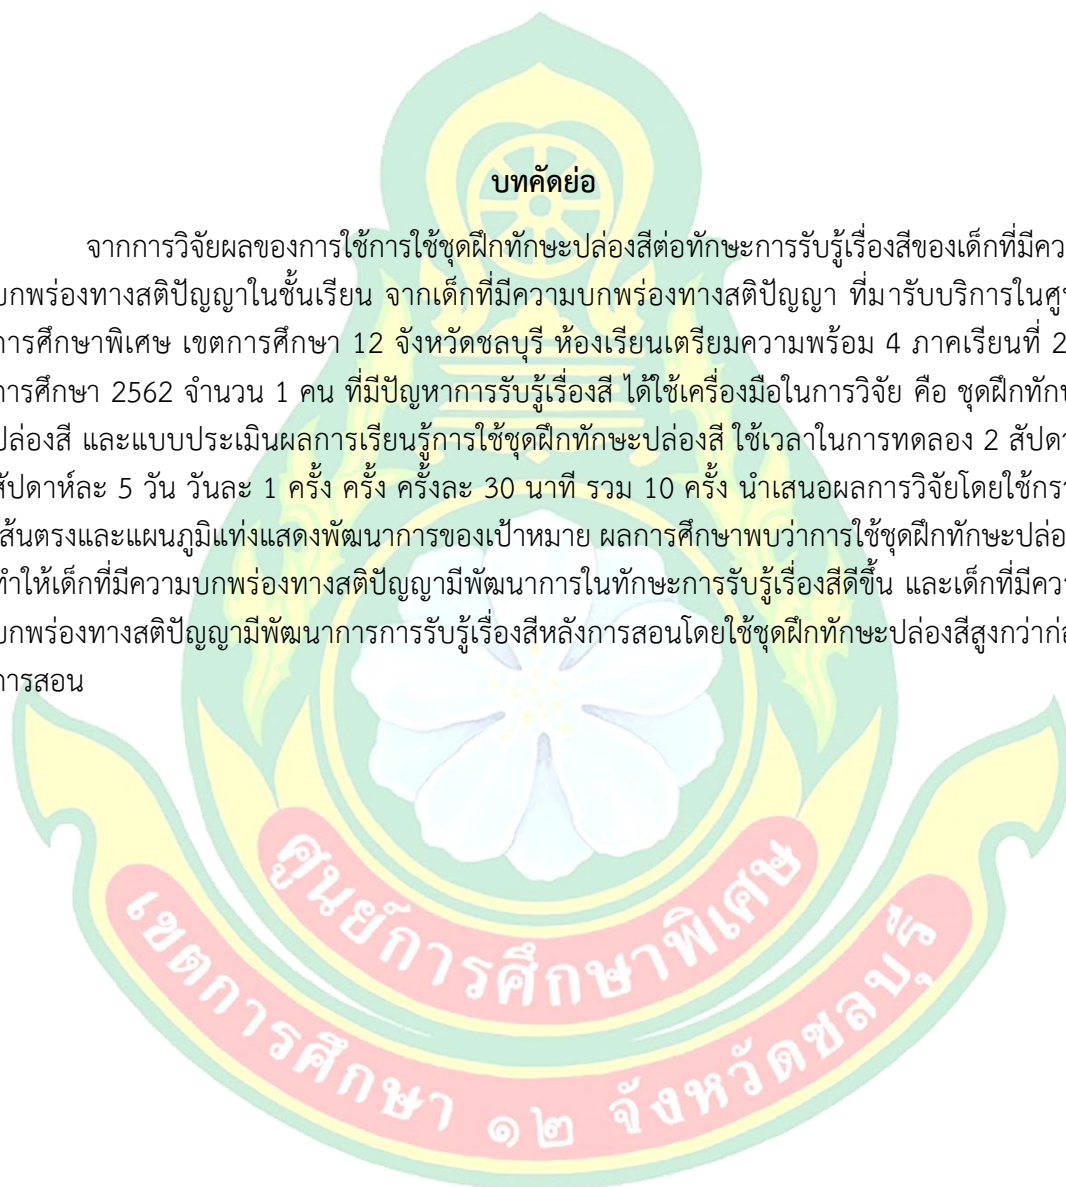 บทคัดย่อ
จากการวิจัยผลของการใช้การใช้ชุดฝึกทักษะปล่องสีต่อทักษะการรับรู้เรื่องสีของเด็กที่มีคว
บกพร่องทางสติปัญญาในชั้นเรียน จากเด็กที่มีความบกพร่องทางสติปัญญา ที่มารับบริการในศู
การศึกษาพิเศษ เขตการศึกษา 12 จังหวัดชลบุรี ห้องเรียนเตรียมความพร้อม 4 ภาคเรียนที่ 2
การศึกษา 2562 จำนวน 1 คน ที่มีปัญหาการรับรู้เรื่องสี ได้ใช้เครื่องมือในการวิจัย คือ ชุดฝึกทักษ
ปล่องสี และแบบประเมินผลการเรียนรู้การใช้ชุดฝึกทักษะปล่องสี ใช้เวลาในการทดลอง 2 สัปดา
สัปดาห์ละ 5 วัน วันละ 1 ครั้ง ครั้ง ครั้งละ 30 นาที รวม 10 ครั้ง นำเสนอผลการวิจัยโดยใช้กรา
เส้นตรงและแผนภูมิแท่งแสดงพัฒนาการของเป้าหมาย ผลการศึกษาพบว่าการใช้ชุดฝึกทักษะปล่อ
ทำให้เด็กที่มีความบกพร่องทางสติปัญญามีพัฒนาการในทักษะการรับรู้เรื่องสีดีขึ้น และเด็กที่มีคว
บกพร่องทางสติปัญญามีพัฒนาการการรับรู้เรื่องสีหลังการสอนโดยใช้ชุดฝึกทักษะปล่องสีสูงกว่าก่อ
การสอน
ศูนย์การศึกษาพิเศษ
เขตการศึกษา ๑๒ จังหวัดชลบุรี